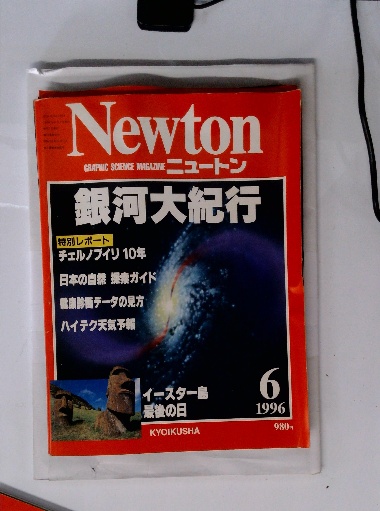 Newton
GRAPHIC SCIENCE MAGAZINE ニュートン
銀河大紀行
特別レポート
チェルノブイリ 10年
日本の自然 探索ガイド
健康診断データの見方
ハイテク天気予報
イースター島
最後の日
6
1996
KYOIKUSHA
980円